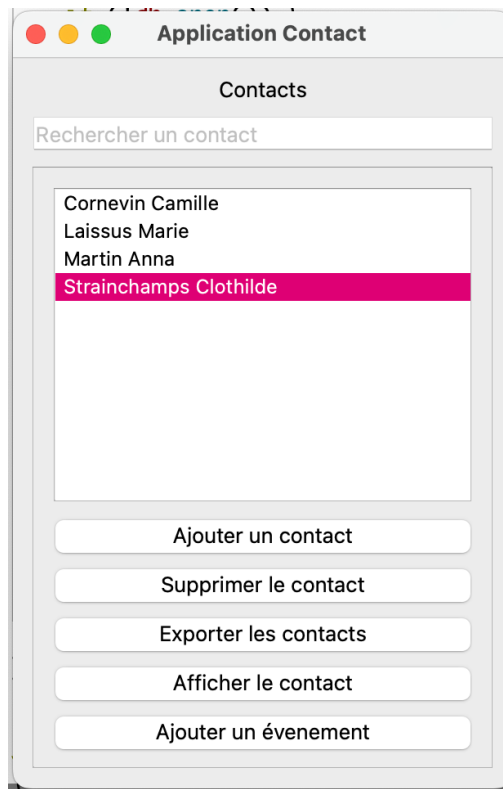 Application Contact
Contacts
Rechercher un contact
Cornevin Camille
Laissus Marie
Martin Anna
Strainchamps Clothilde
Ajouter un contact
Supprimer le contact
Exporter les contacts
Afficher le contact
Ajouter un évenement